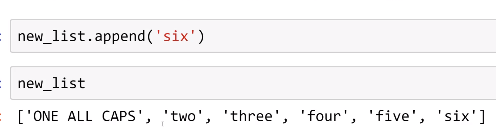 new_list.append('six')
new_list
['ONE ALL CAPS', 'two', 'three', 'four', 'five', 'six']